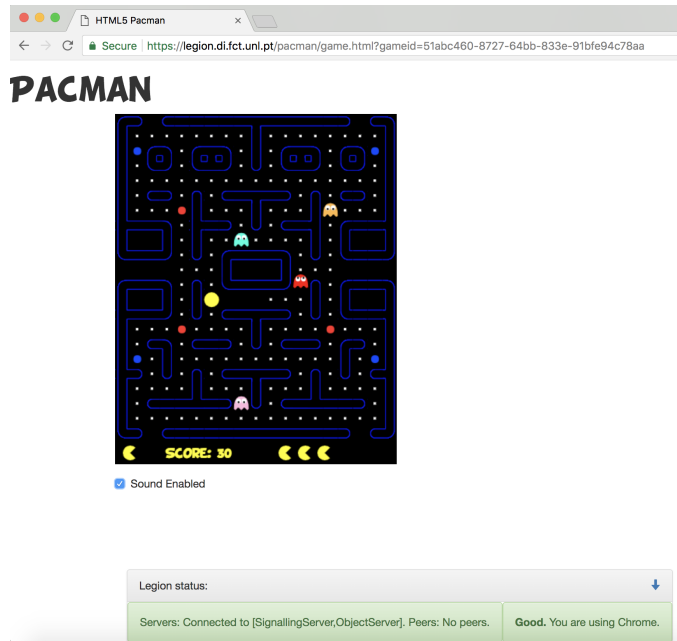 HTML5 Pacman
Secure | https://legion.di.fct.unl.pt/pacman/game.html?gameid=51abc460-8727-64bb-833e-91bfe94c78aa
PACMAN
SCORE: 30
Sound Enabled
Legion status:
Servers: Connected to [SignallingServer,ObjectServer]. Peers: No peers. Good. You are using Chrome.